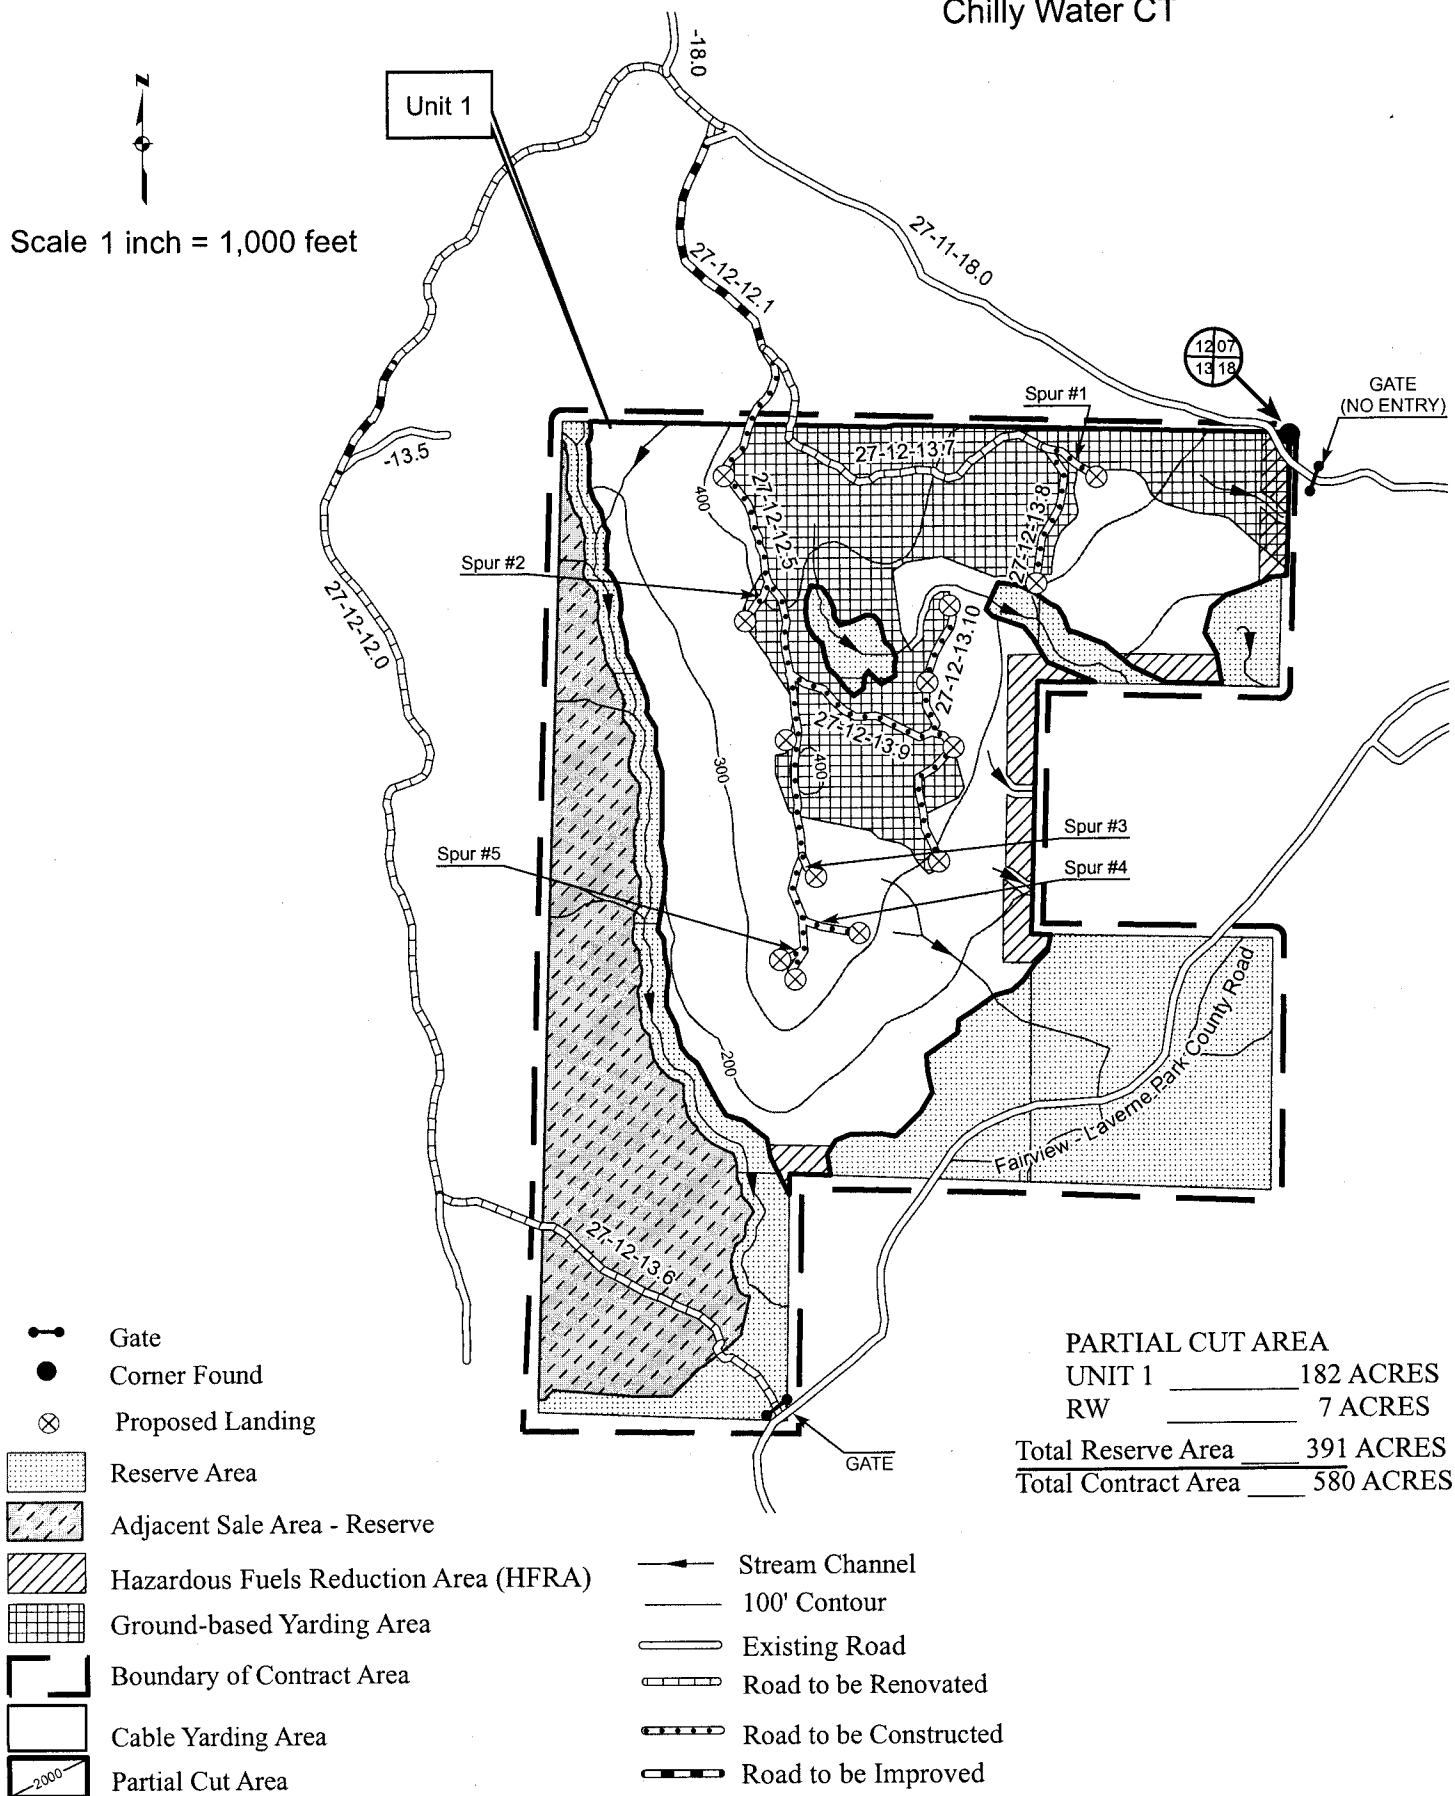 Chilly Water CT
-18.0
N
Unit 1
Scale 1 inch = 1,000 feet
27-11-18.0
27-12-12.1
12 07
13 18
GATE
(NO ENTRY)
Spur #1
-13.5
27-12-13.7
400
27-12-12.5
27-12-13.8
Spur #2
27-12-12.0
27-12-13.10
27-12-13.9
300
400
Spur #3
Spur #5
Spur #4
200
Fairview - Laverne Park County Road
27-12-13.6
GATE
PARTIAL CUT AREA
UNIT 1 182 ACRES
RW 7 ACRES
Total Reserve Area 391 ACRES
Total Contract Area 580 ACRES
Gate
Corner Found
Proposed Landing
Reserve Area
Adjacent Sale Area - Reserve
Hazardous Fuels Reduction Area (HFRA)
Ground-based Yarding Area
Boundary of Contract Area
Cable Yarding Area
2000
Partial Cut Area
Stream Channel
100' Contour
Existing Road
Road to be Renovated
Road to be Constructed
Road to be Improved